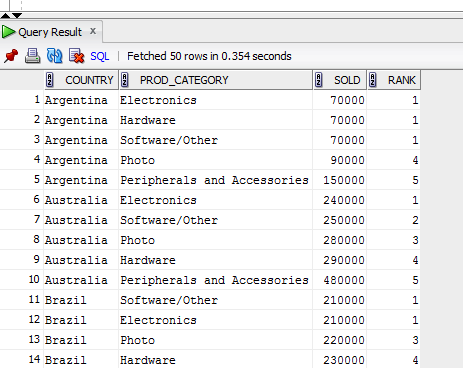 Query Result x
SQL | Fetched 50 rows in 0.354 seconds
COUNTRY PROD_CATEGORY SOLD RANK
1 Argentina Electronics 70000 1
2 Argentina Hardware 70000 1
3 Argentina Software/Other 70000 1
4 Argentina Photo 90000 4
5 Argentina Peripherals and Accessories 150000 5
6 Australia Electronics 240000 1
7 Australia Software/Other 250000 2
8 Australia Photo 280000 3
9 Australia Hardware 290000 4
10 Australia Peripherals and Accessories 480000 5
11 Brazil Software/Other 210000 1
12 Brazil Electronics 210000 1
13 Brazil Photo 220000 3
14 Brazil Hardware 230000 4